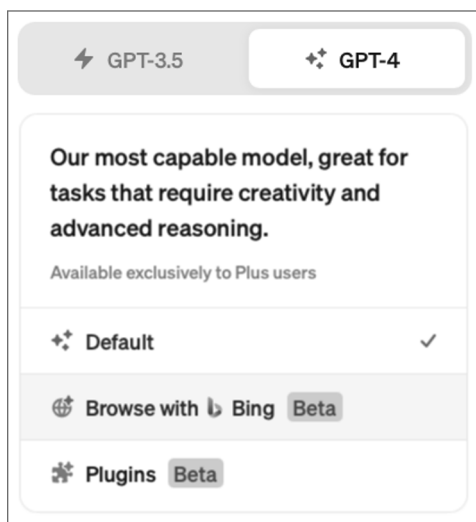 GPT-3.5
GPT-4
Our most capable model, great for
tasks that require creativity and
advanced reasoning.
Available exclusively to Plus users
Default
Browse with Bing Beta
Plugins Beta